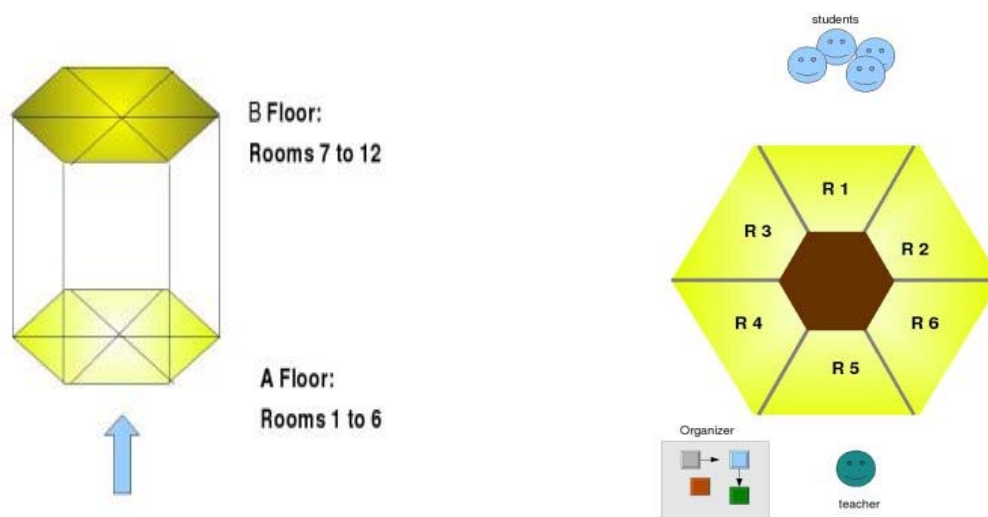 B Floor:
Rooms 7 to 12
A Floor:
Rooms 1 to 6
students
R 1
R 3
R 2
R 4
R 6
R 5
Organizer
teacher